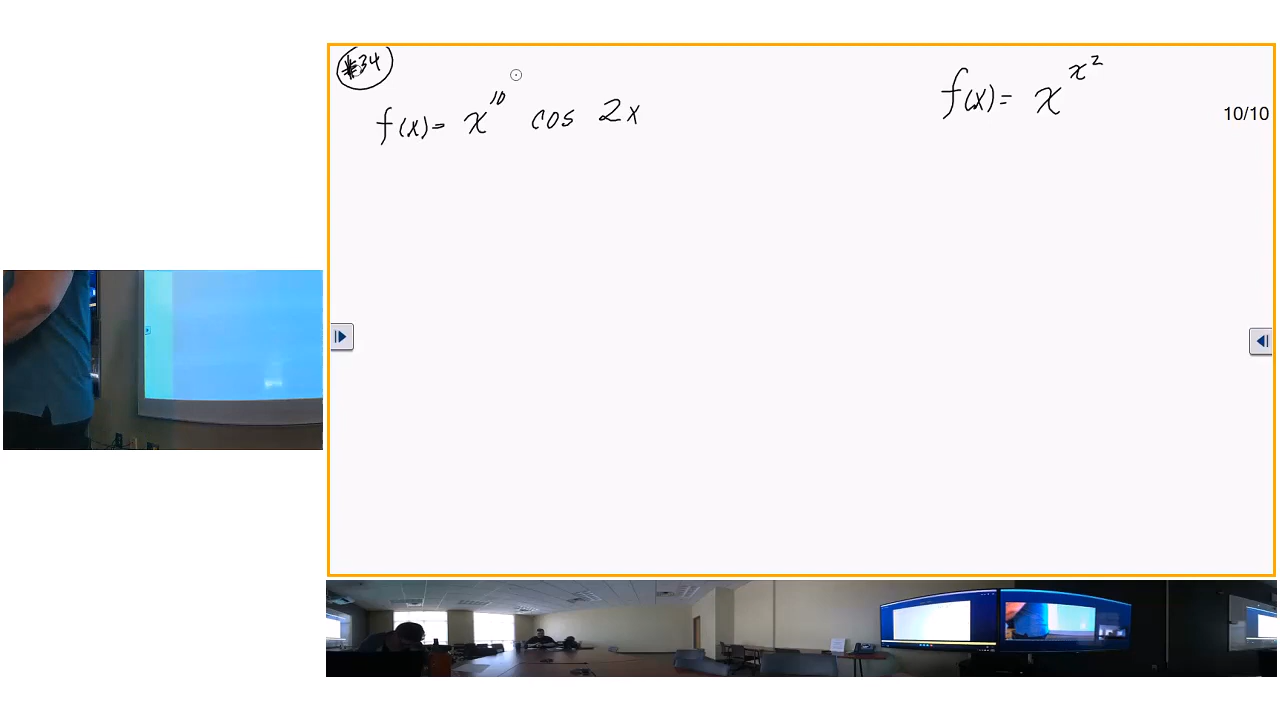 #34
f(x)= x^10 cos 2x
f(x)= x^x^2
10/10